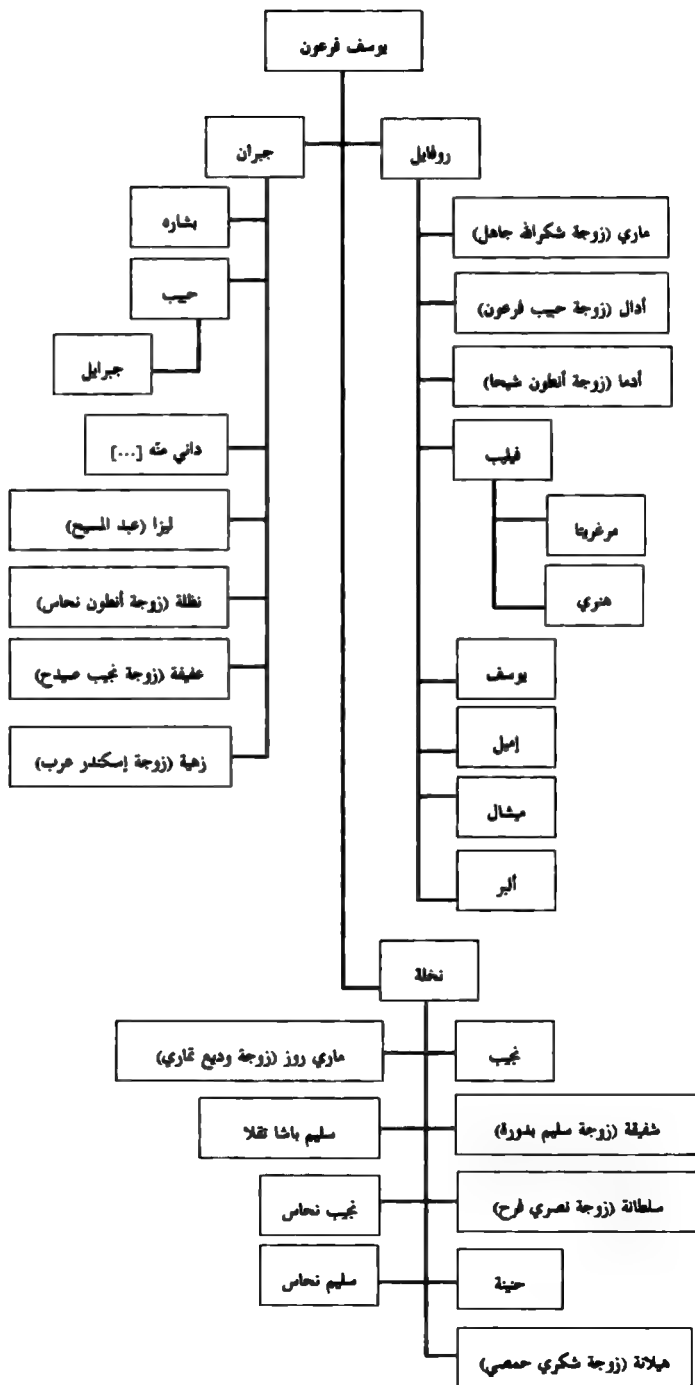 يوسف فرعون
روفايل
جبران
ماري (زوجة شكرالله جاهل)
أدال (زوجة حبيب فرعون)
أدما (زوجة أنطون شيحا)
فيليب
مرغريتا
هنري
يوسف
إميل
ميشال
ألبر
بشاره
حبيب
جبرايل
داني متّه [...]
ليزا (عبد المسيح)
نظلة (زوجة أنطون نحاس)
عفيفة (زوجة نجيب صيدح)
زهية (زوجة إسكندر عرب)
نخلة
نجيب
ماري روز (زوجة وديع تماري)
شفيقة (زوجة سليم بدورة)
سليم باشا تقلا
سلطانة (زوجة نصري فرح)
نجيب نحاس
حنينة
سليم نحاس
هيلانة (زوجة شكري حمصي)